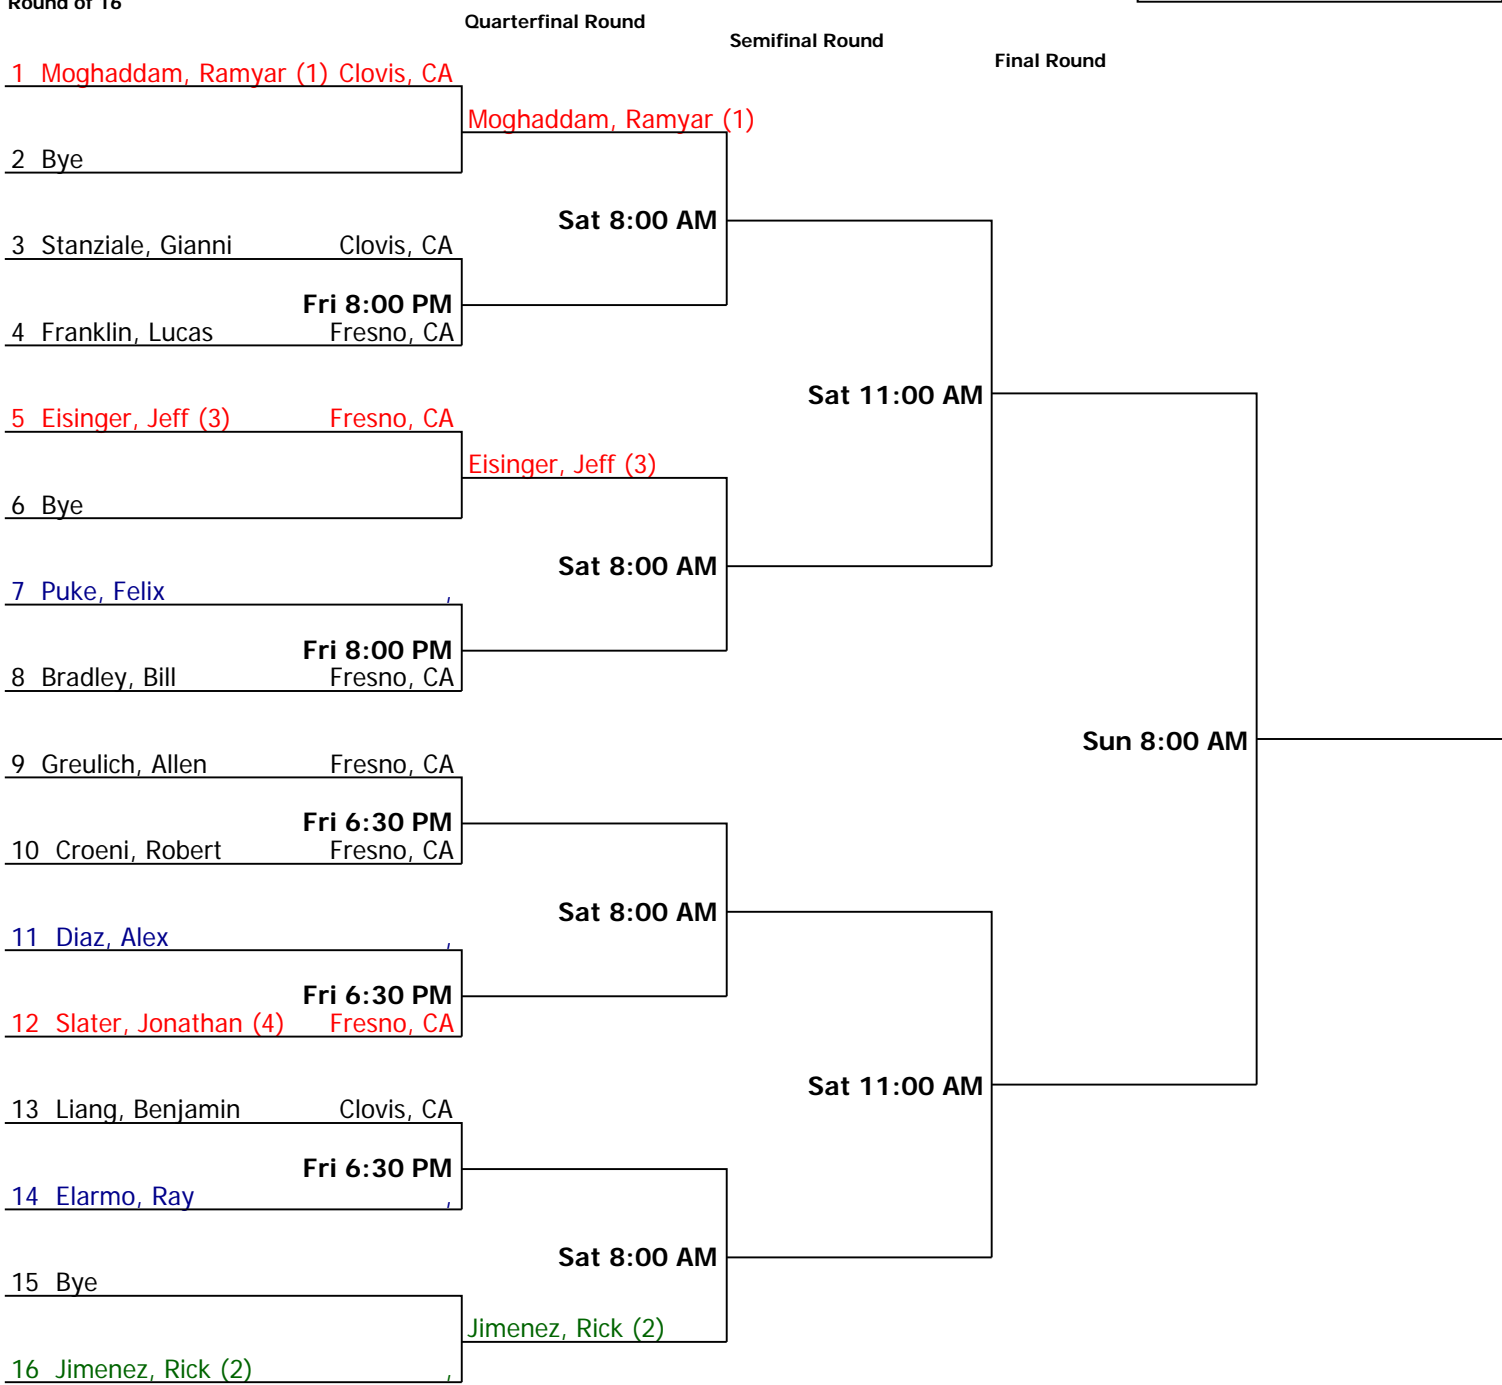 Round of 16
Quarterfinal Round
Semifinal Round
Final Round
1 Moghaddam, Ramyar (1) Clovis, CA
Moghaddam, Ramyar (1)
2 Bye
Sat 8:00 AM
3 Stanziale, Gianni Clovis, CA
Fri 8:00 PM
4 Franklin, Lucas Fresno, CA
Sat 11:00 AM
5 Eisinger, Jeff (3) Fresno, CA
Eisinger, Jeff (3)
6 Bye
Sat 8:00 AM
7 Puke, Felix ,
Fri 8:00 PM
8 Bradley, Bill Fresno, CA
Sun 8:00 AM
9 Greulich, Allen Fresno, CA
Fri 6:30 PM
10 Croeni, Robert Fresno, CA
Sat 8:00 AM
11 Diaz, Alex ,
Fri 6:30 PM
12 Slater, Jonathan (4) Fresno, CA
Sat 11:00 AM
13 Liang, Benjamin Clovis, CA
Fri 6:30 PM
14 Elarmo, Ray ,
Sat 8:00 AM
15 Bye
Jimenez, Rick (2)
16 Jimenez, Rick (2) ,